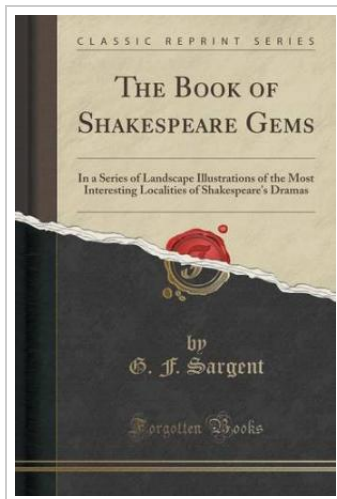 CLASSIC REPRINT SERIES
THE BOOK OF
SHAKESPEARE GEMS
In a Series of Landscape Illustrations of the Most
Interesting Localities of Shakespeare's Dramas
F
by
G. F. Sargent
Forgotten Books